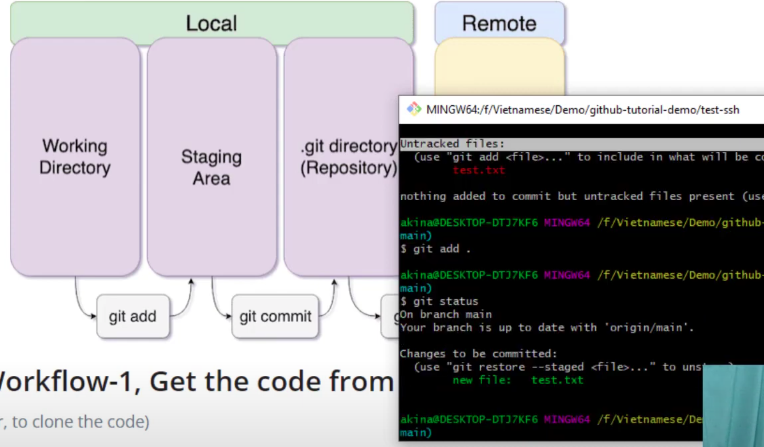 Local
Remote
Working
Directory
Staging
Area
.git directory
(Repository)
git add
git commit
Workflow-1, Get the code from
, to clone the code)
MINGW64:/f/Vietnamese/Demo/github-tutorial-demo/test-ssh
Untracked files:
(use "git add <file>..." to include in what will be
test.txt
nothing added to commit but untracked files present (use
akina@DESKTOP-DTJ7KF6 MINGW64 /f/Vietnamese/Demo/github-
main)
$ git add .
akina@DESKTOP-DTJ7KF6 MINGW64 /f/Vietnamese/Demo/github-
main)
$ git status
On branch main
Your branch is up to date with 'origin/main'.
Changes to be committed:
(use "git restore --staged <file>..." to
new file: test.txt
akina@DESKTOP-DTJ7KF6 MINGW64 /f/Vietnamese/
main)